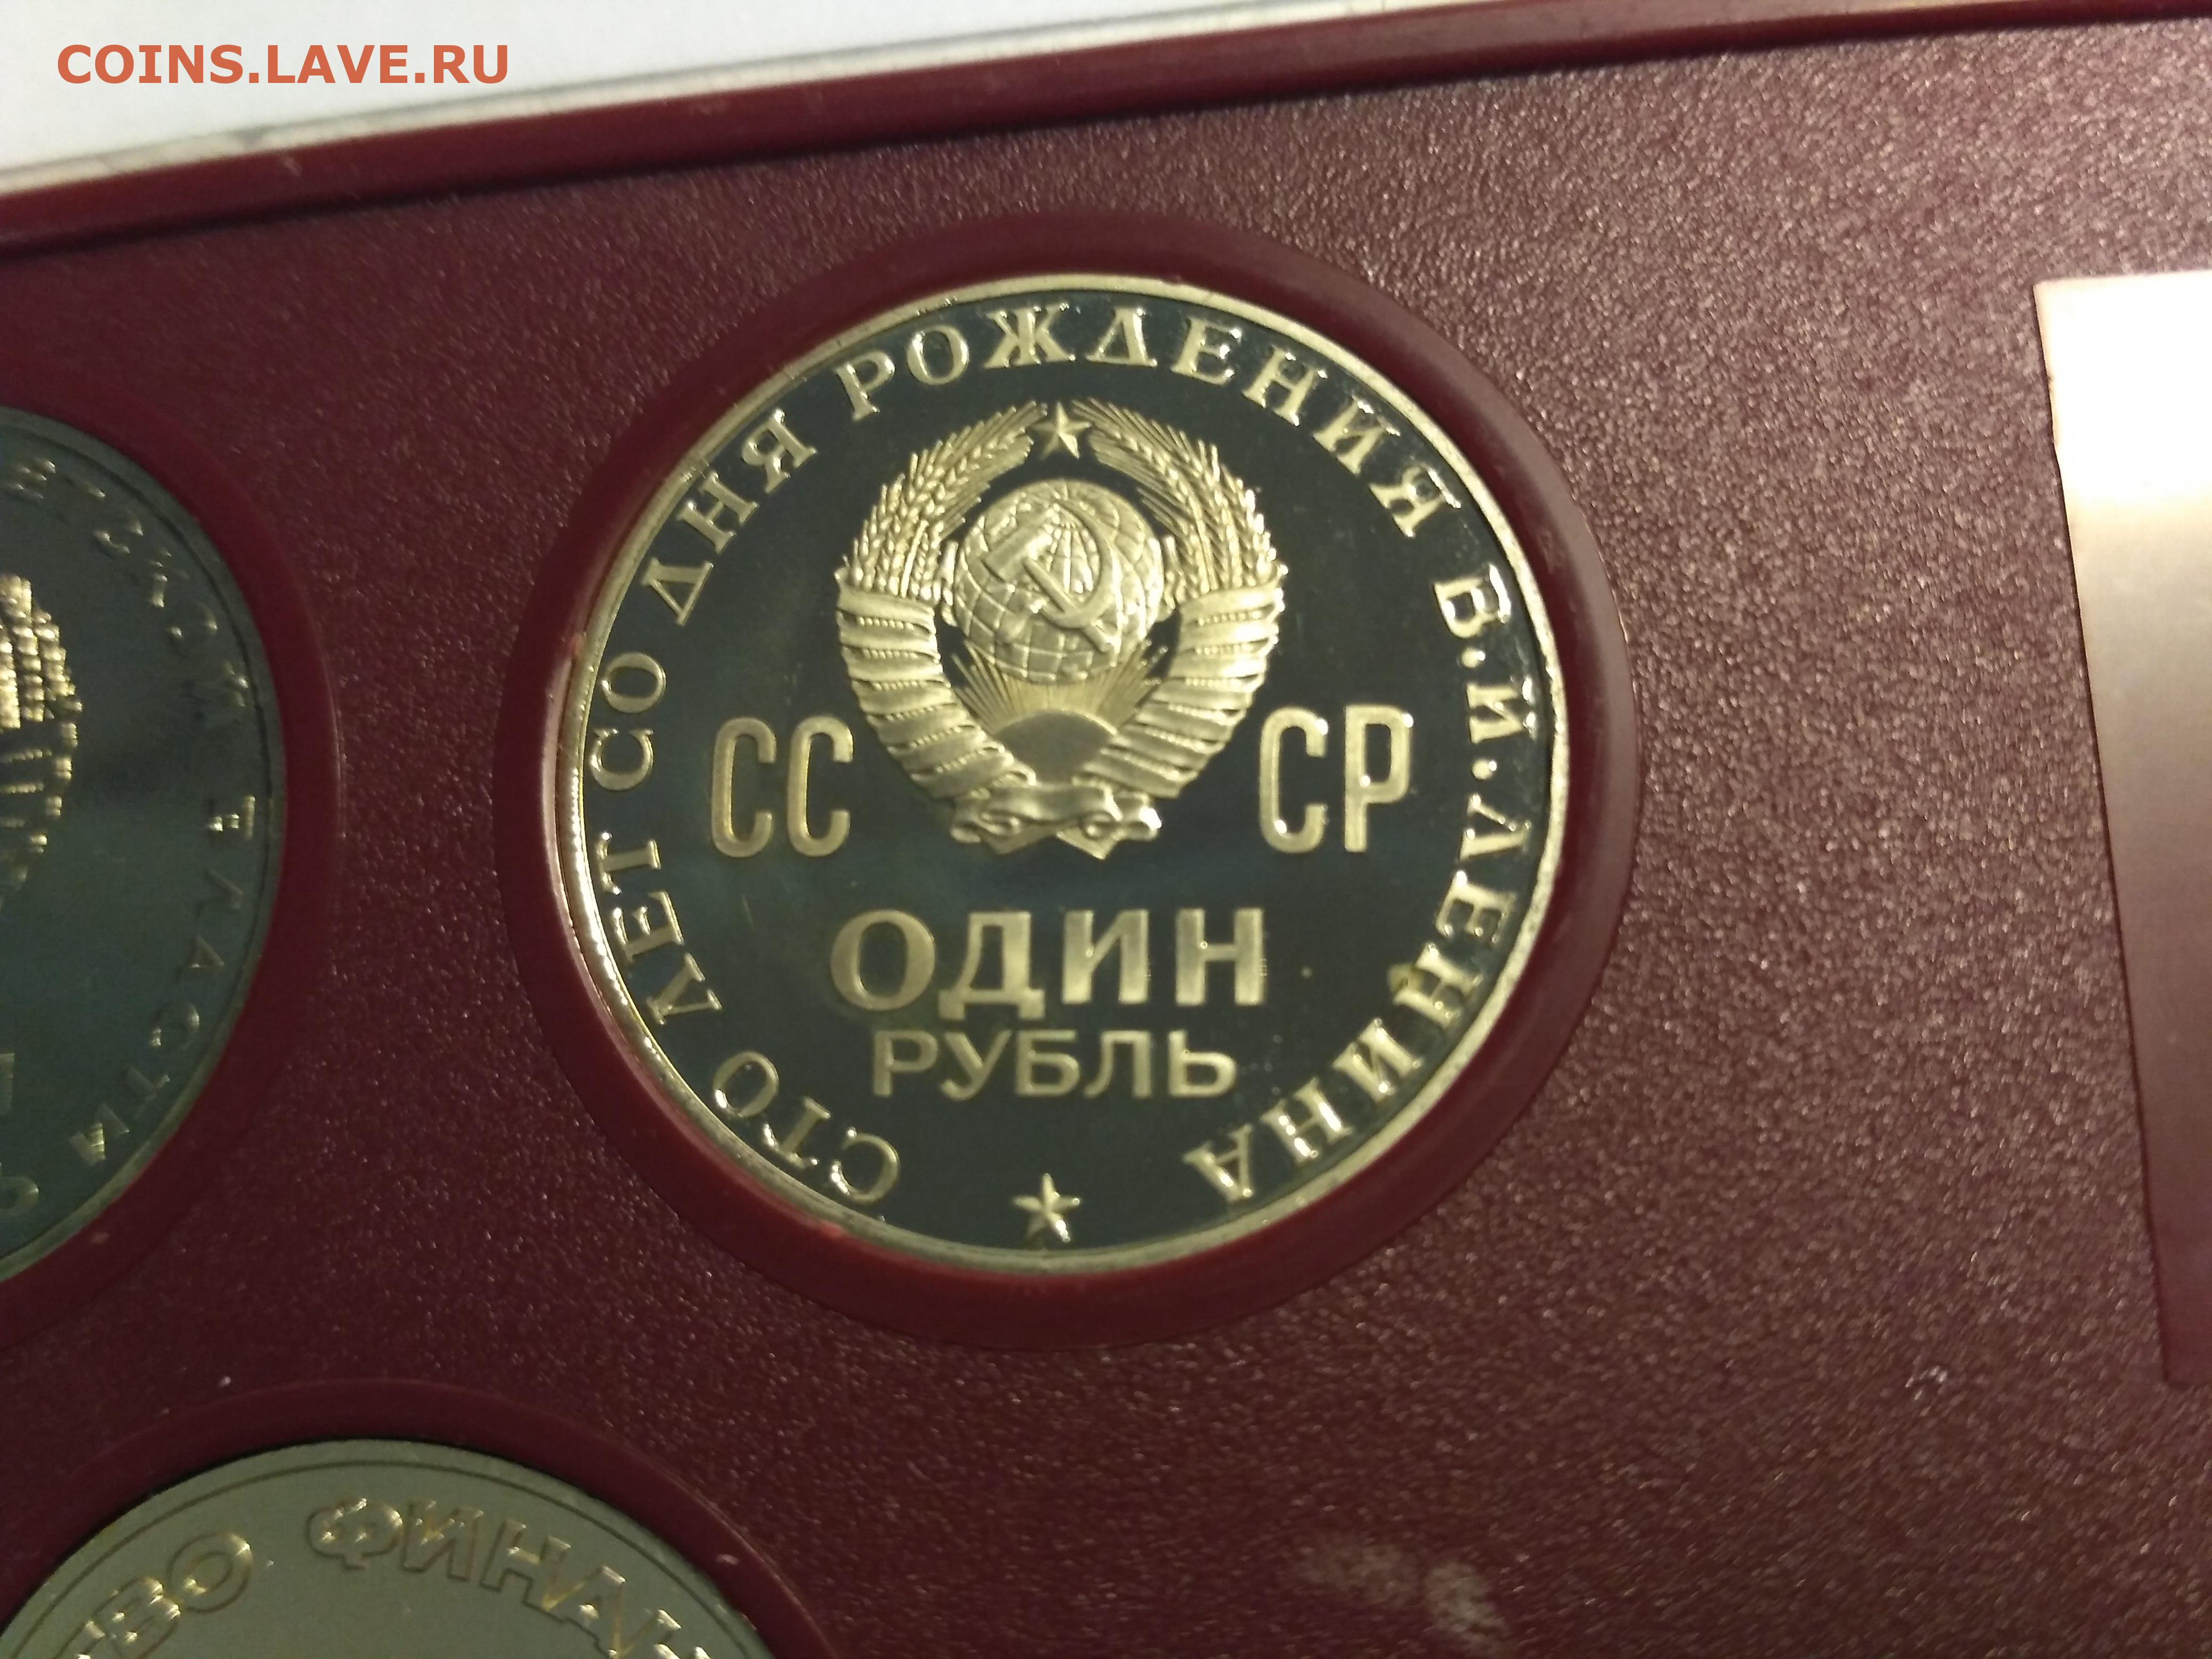 COINS.LAVE.RU
СТО ЛЕТ СО ДНЯ РОЖДЕНИЯ В.И.ЛЕНИНА
СС СР
ОДИН
РУБЛЬ